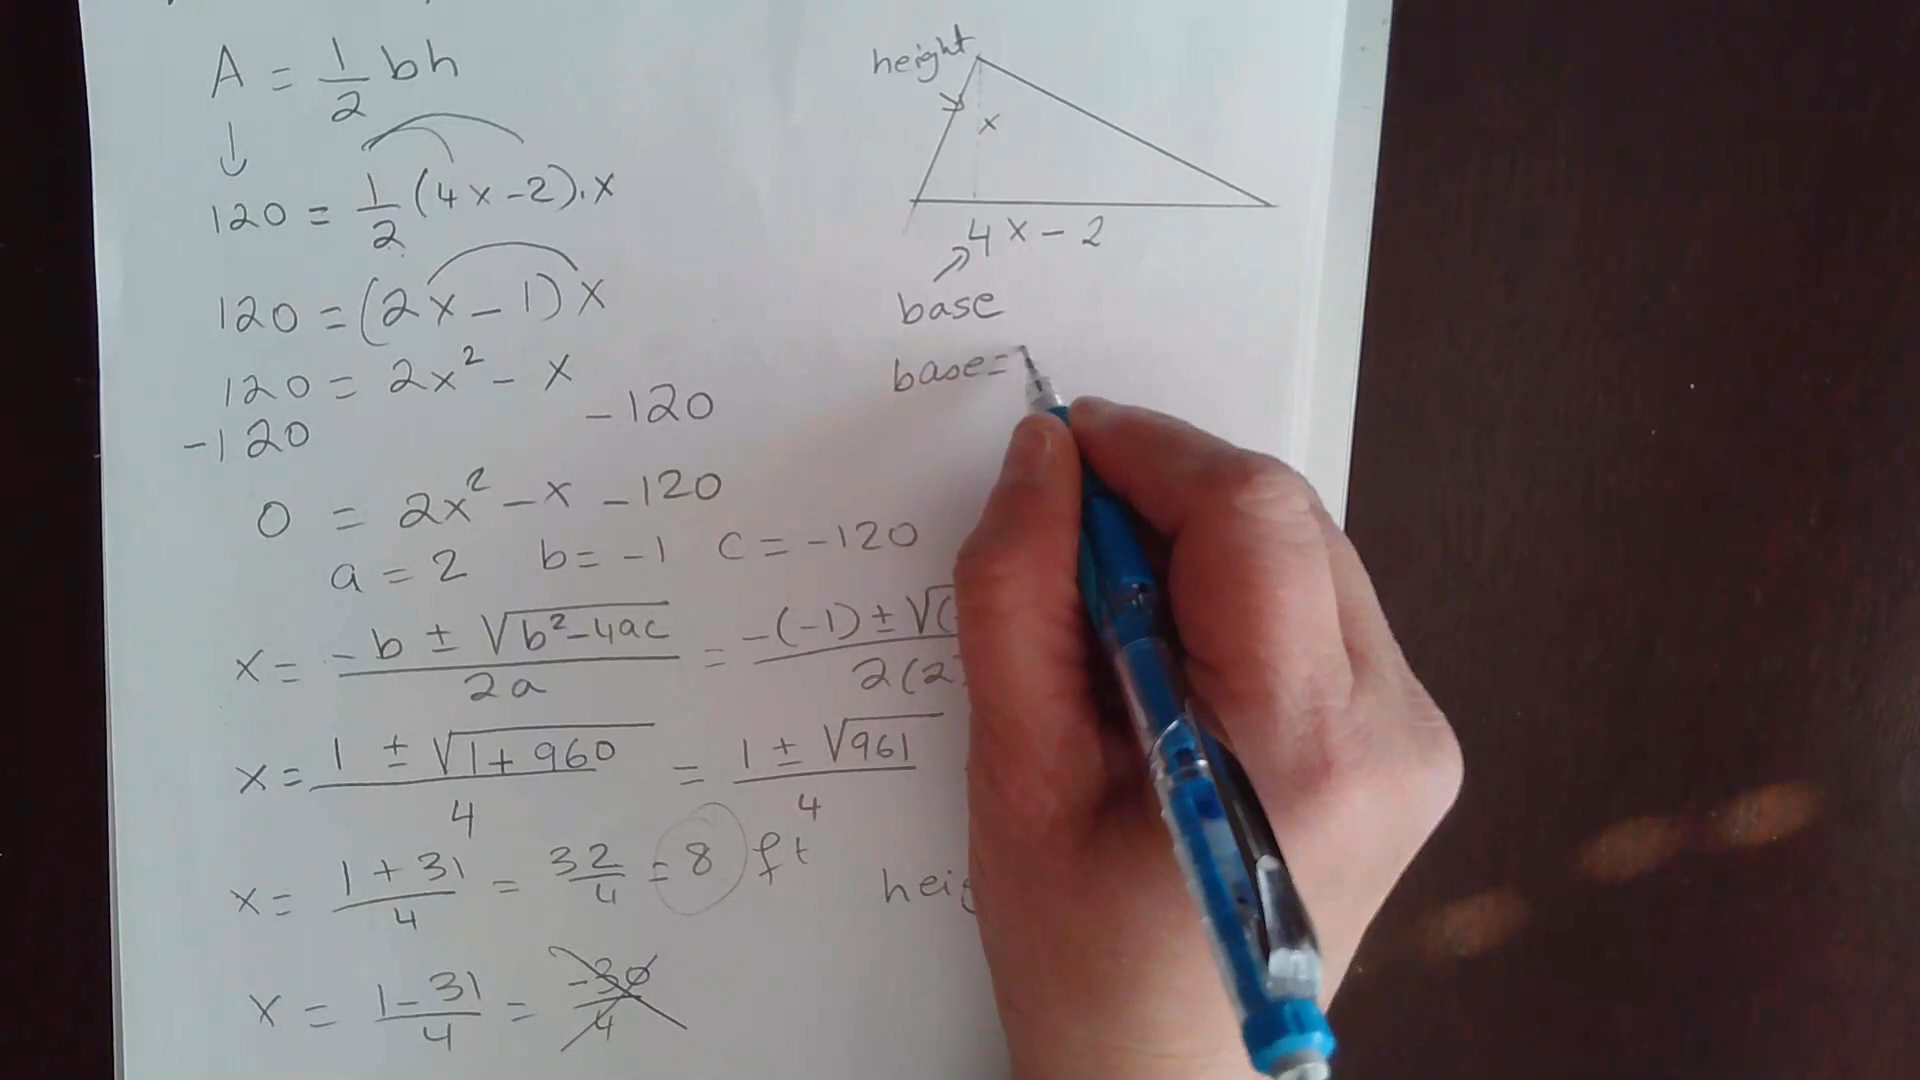 A = 1/2 bh
120 = 1/2 (4x-2).x
120 = (2x-1)x
120 = 2x² - x
-120 -120
0 = 2x² - x - 120
a = 2 b = -1 c = -120
x = -b ± √b²-4ac / 2a = -(-1) ± √( / 2(2
x = 1 ± √1+960 / 4 = 1 ± √961 / 4
x = 1+31 / 4 = 32/4 = 8 ft
x = 1-31 / 4 = -30/4
height
x
4x-2
base
base=